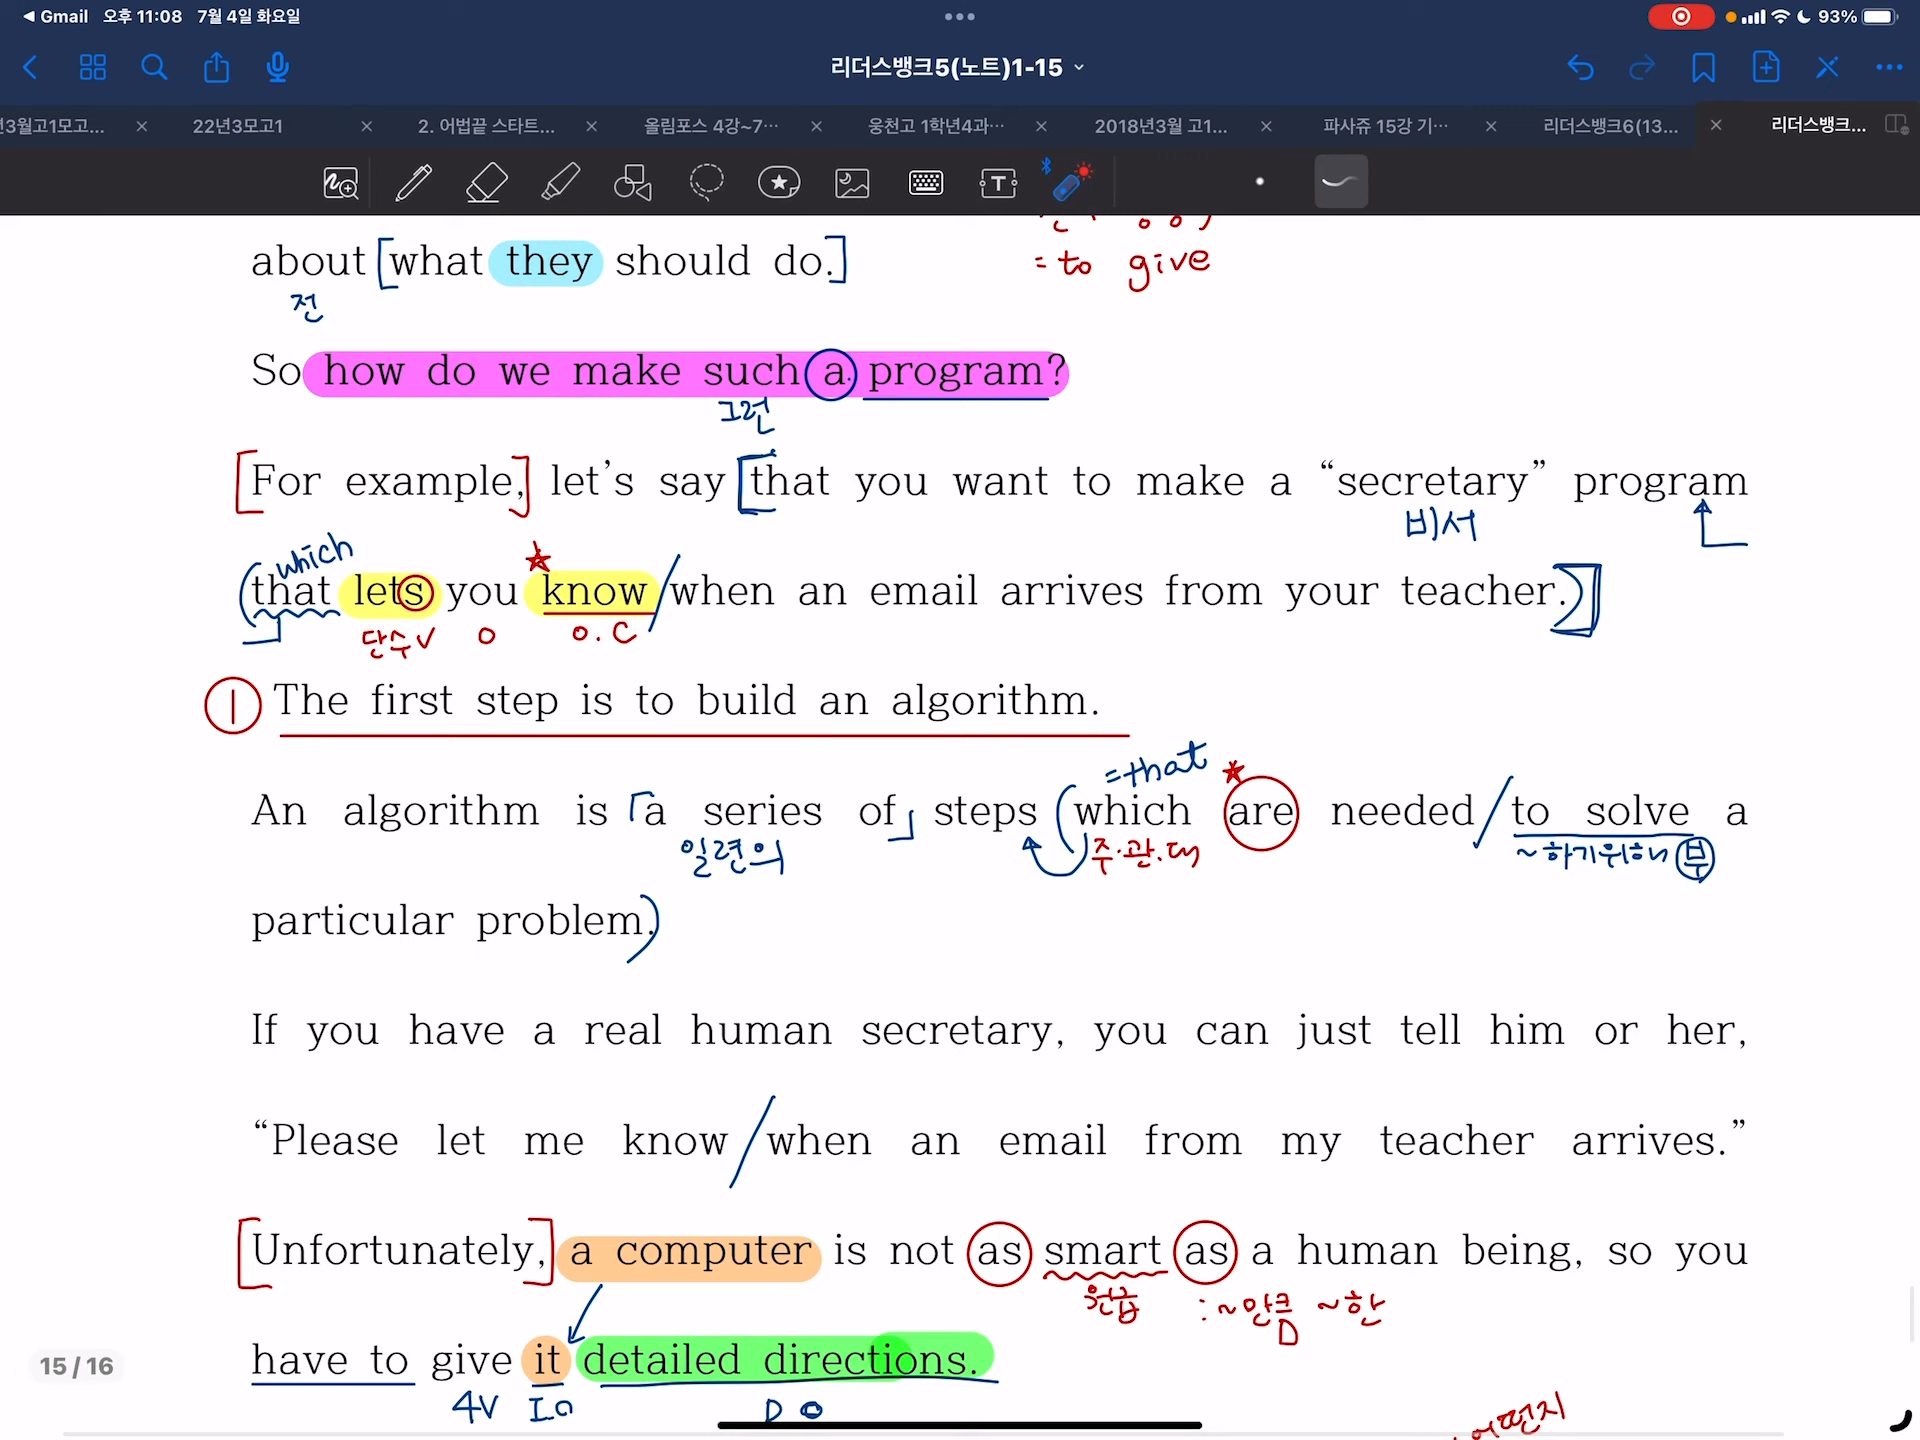 Gmail 오후 11:08 7월 4일 화요일 93%
리더스뱅크5(노트)1-15
3월고1모고... 22년3모고1 2. 어법끝 스타트... 올림포스 4강~7... 웅천고 1학년4과... 2018년3월 고1... 파사쥬 15강 기... 리더스뱅크6(13... 리더스뱅크...
about [what they should do.] = to give
전
So how do we make such a program?
그런
[For example,] let's say [that you want to make a “secretary” program
비서
which
(that lets you know / when an email arrives from your teacher.)]
단수V O O.C
① The first step is to build an algorithm.
=that
An algorithm is 「a series of」 steps (which are needed / to solve a
일련의 주.관.대 ~하기위해 부
particular problem.)
If you have a real human secretary, you can just tell him or her,
“Please let me know / when an email from my teacher arrives.”
[Unfortunately,] a computer is not as smart as a human being, so you
원급 : ~만큼 ~한
have to give it detailed directions.
15 / 16
4V I.O D O
어떤지